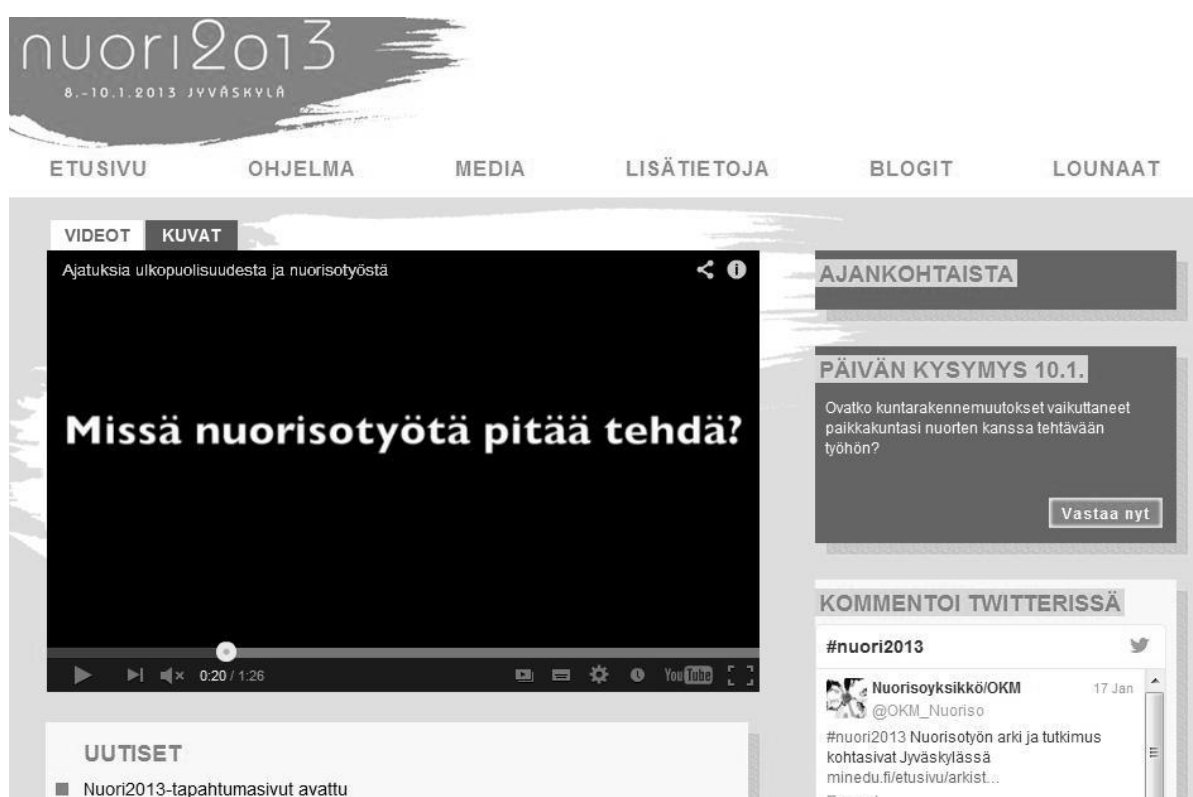 nuori2013
8.-10.1.2013 JYVÄSKYLÄ
ETUSIVU OHJELMA MEDIA LISÄTIETOJA BLOGIT LOUNAAT
VIDEOT KUVAT
Ajatuksia ulkopuolisuudesta ja nuorisotyöstä
Missä nuorisotyötä pitää tehdä?
0:20 / 1:26
YouTube
UUTISET
Nuori2013-tapahtumasivut avattu
AJANKOHTAISTA
PÄIVÄN KYSYMYS 10.1.
Ovatko kuntarakennemuutokset vaikuttaneet
paikkakuntasi nuorten kanssa tehtävään
työhön?
Vastaa nyt
KOMMENTOI TWITTERISSÄ
#nuori2013
Nuorisoyksikkö/OKM 17 Jan
@OKM_Nuoriso
#nuori2013 Nuorisotyön arki ja tutkimus
kohtasivat Jyväskylässä
minedu.fi/etusivu/arkist...